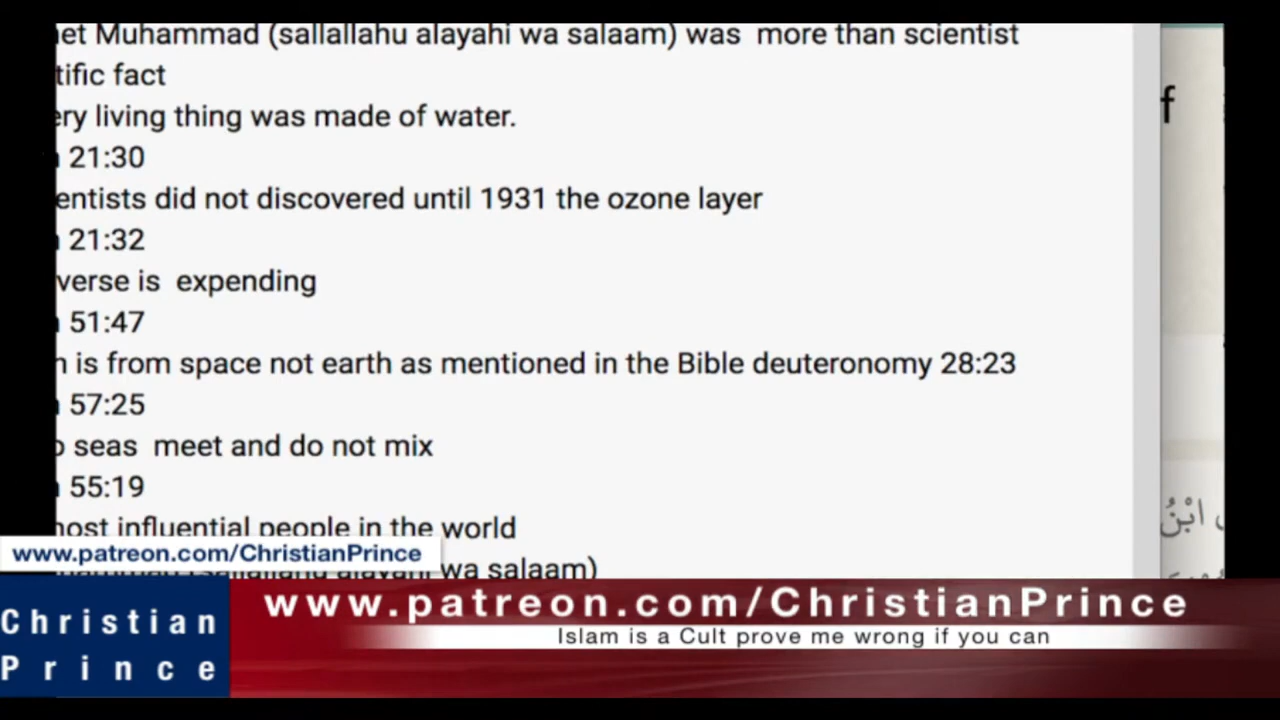 et Muhammad (sallallahu alayahi wa salaam) was more than scientist
tific fact
ery living thing was made of water.
21:30
entists did not discovered until 1931 the ozone layer
21:32
verse is expending
51:47
n is from space not earth as mentioned in the Bible deuteronomy 28:23
57:25
o seas meet and do not mix
55:19
most influential people in the world
wa salaam)
f
ابْنُ
www.patreon.com/ChristianPrince
www.patreon.com/ChristianPrince
Islam is a Cult prove me wrong if you can
Christian
Prince